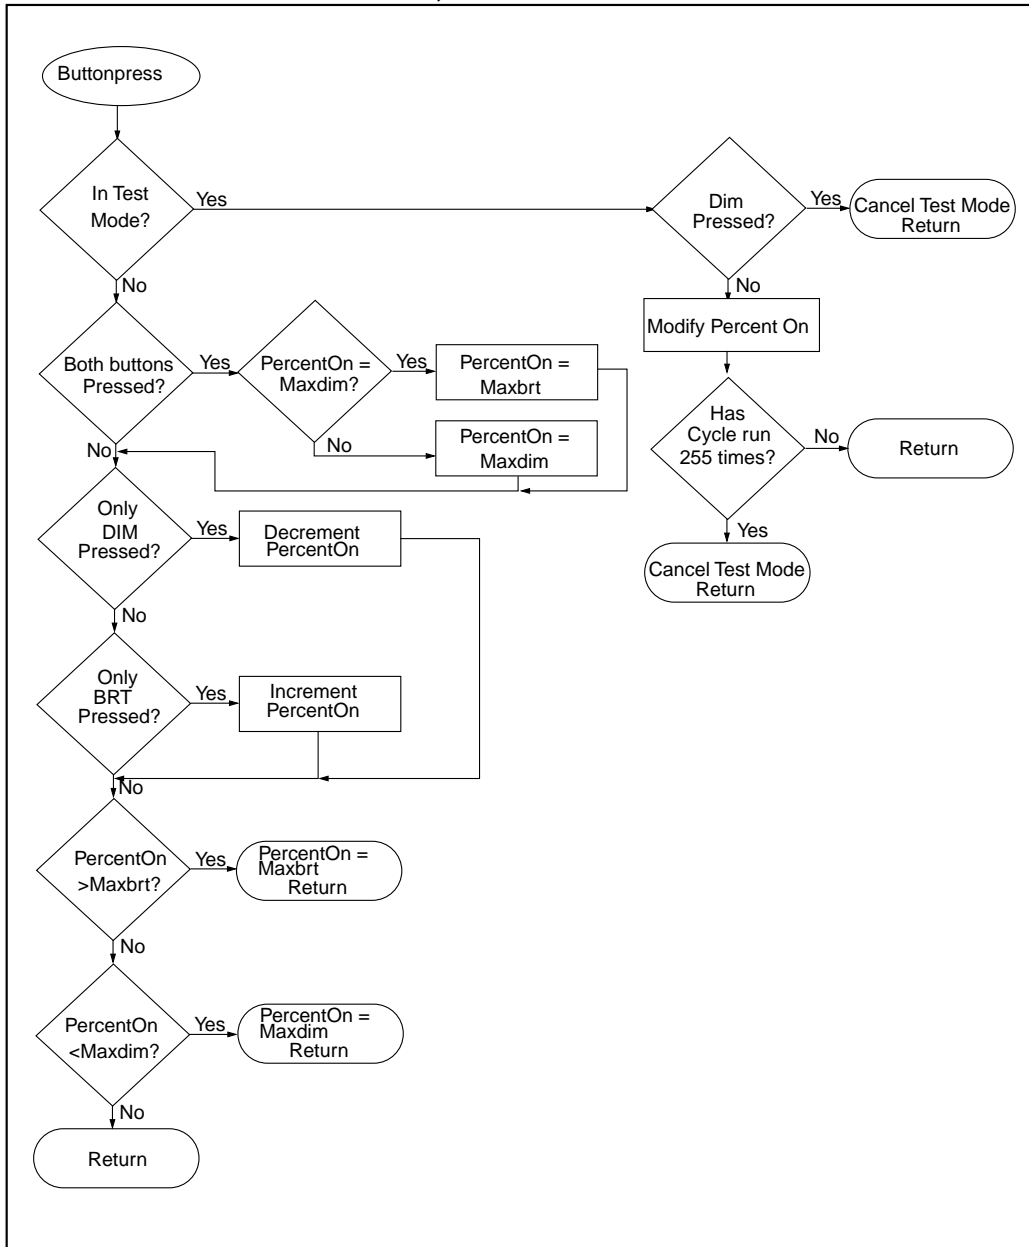 Buttonpress
In Test
Mode?
Yes
Dim
Pressed?
Yes
Cancel Test Mode
Return
No
No
Modify Percent On
Both buttons
Pressed?
Yes
PercentOn =
Maxdim?
Yes
PercentOn =
Maxbrt
No
PercentOn =
Maxdim
Has
Cycle run
255 times?
No
Return
No
Yes
Cancel Test Mode
Return
Only
DIM
Pressed?
Yes
Decrement
PercentOn
No
Only
BRT
Pressed?
Yes
Increment
PercentOn
No
PercentOn
>Maxbrt?
Yes
PercentOn =
Maxbrt
Return
No
PercentOn
<Maxdim?
Yes
PercentOn =
Maxdim
Return
No
Return